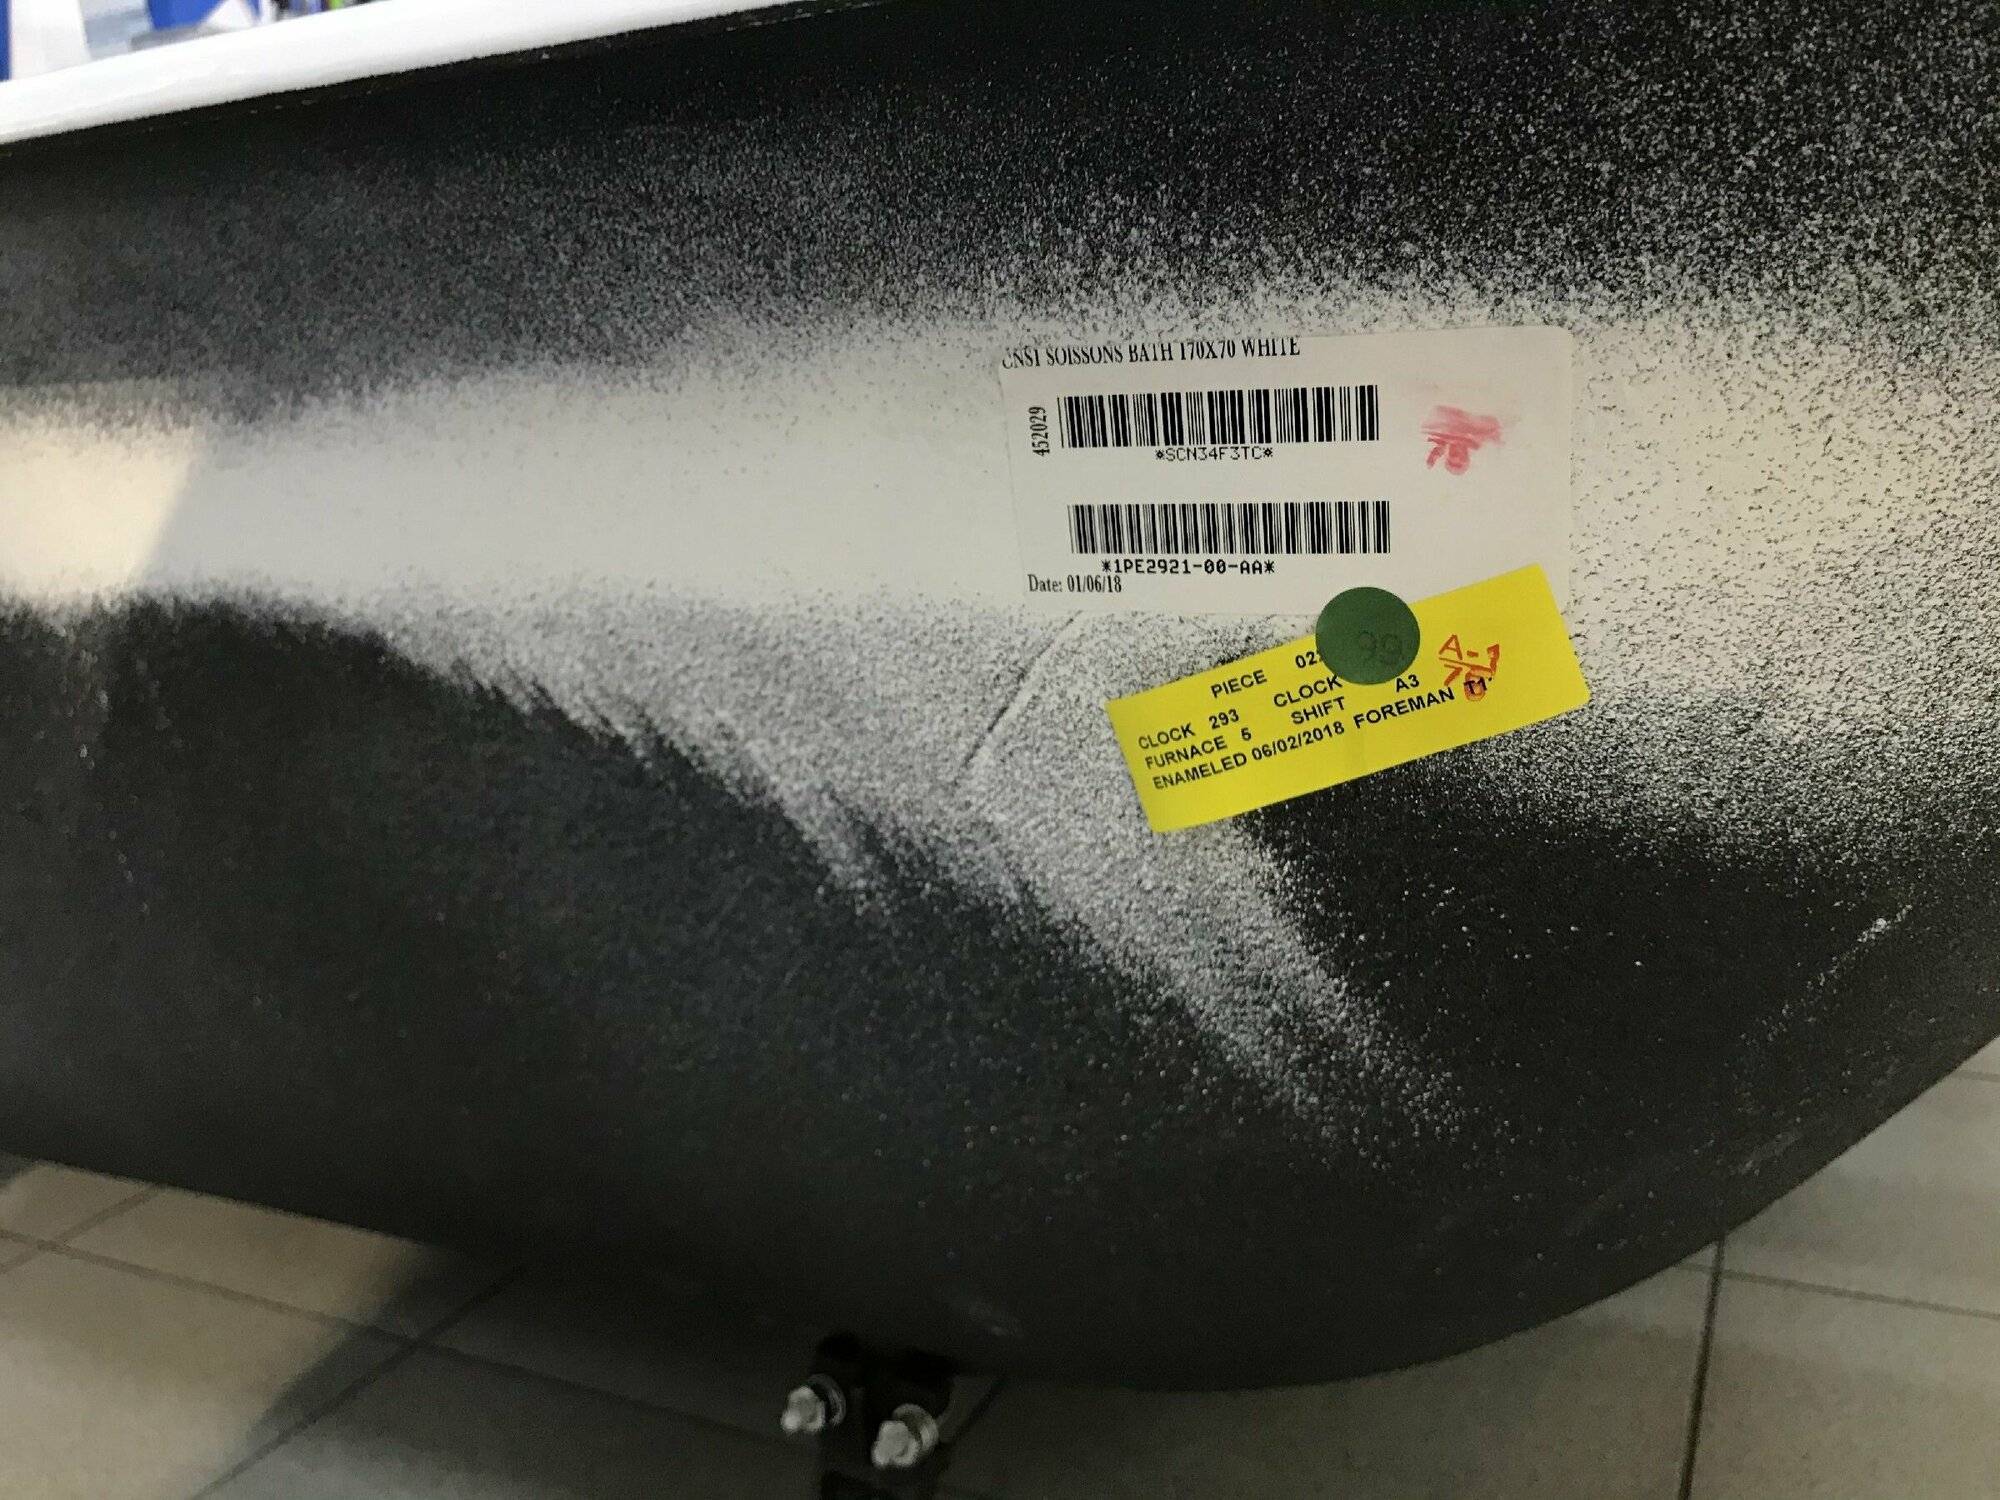 CNSI SOISSONS BATH 170X70 WHITE
452029
*SCN34F3TC*
78
*1PE2921-00-AA*
Date: 01/06/18
99
PIECE
CLOCK 293 CLOCK
FURNACE 5 SHIFT A3
ENAMELED 06/02/2018 FOREMAN